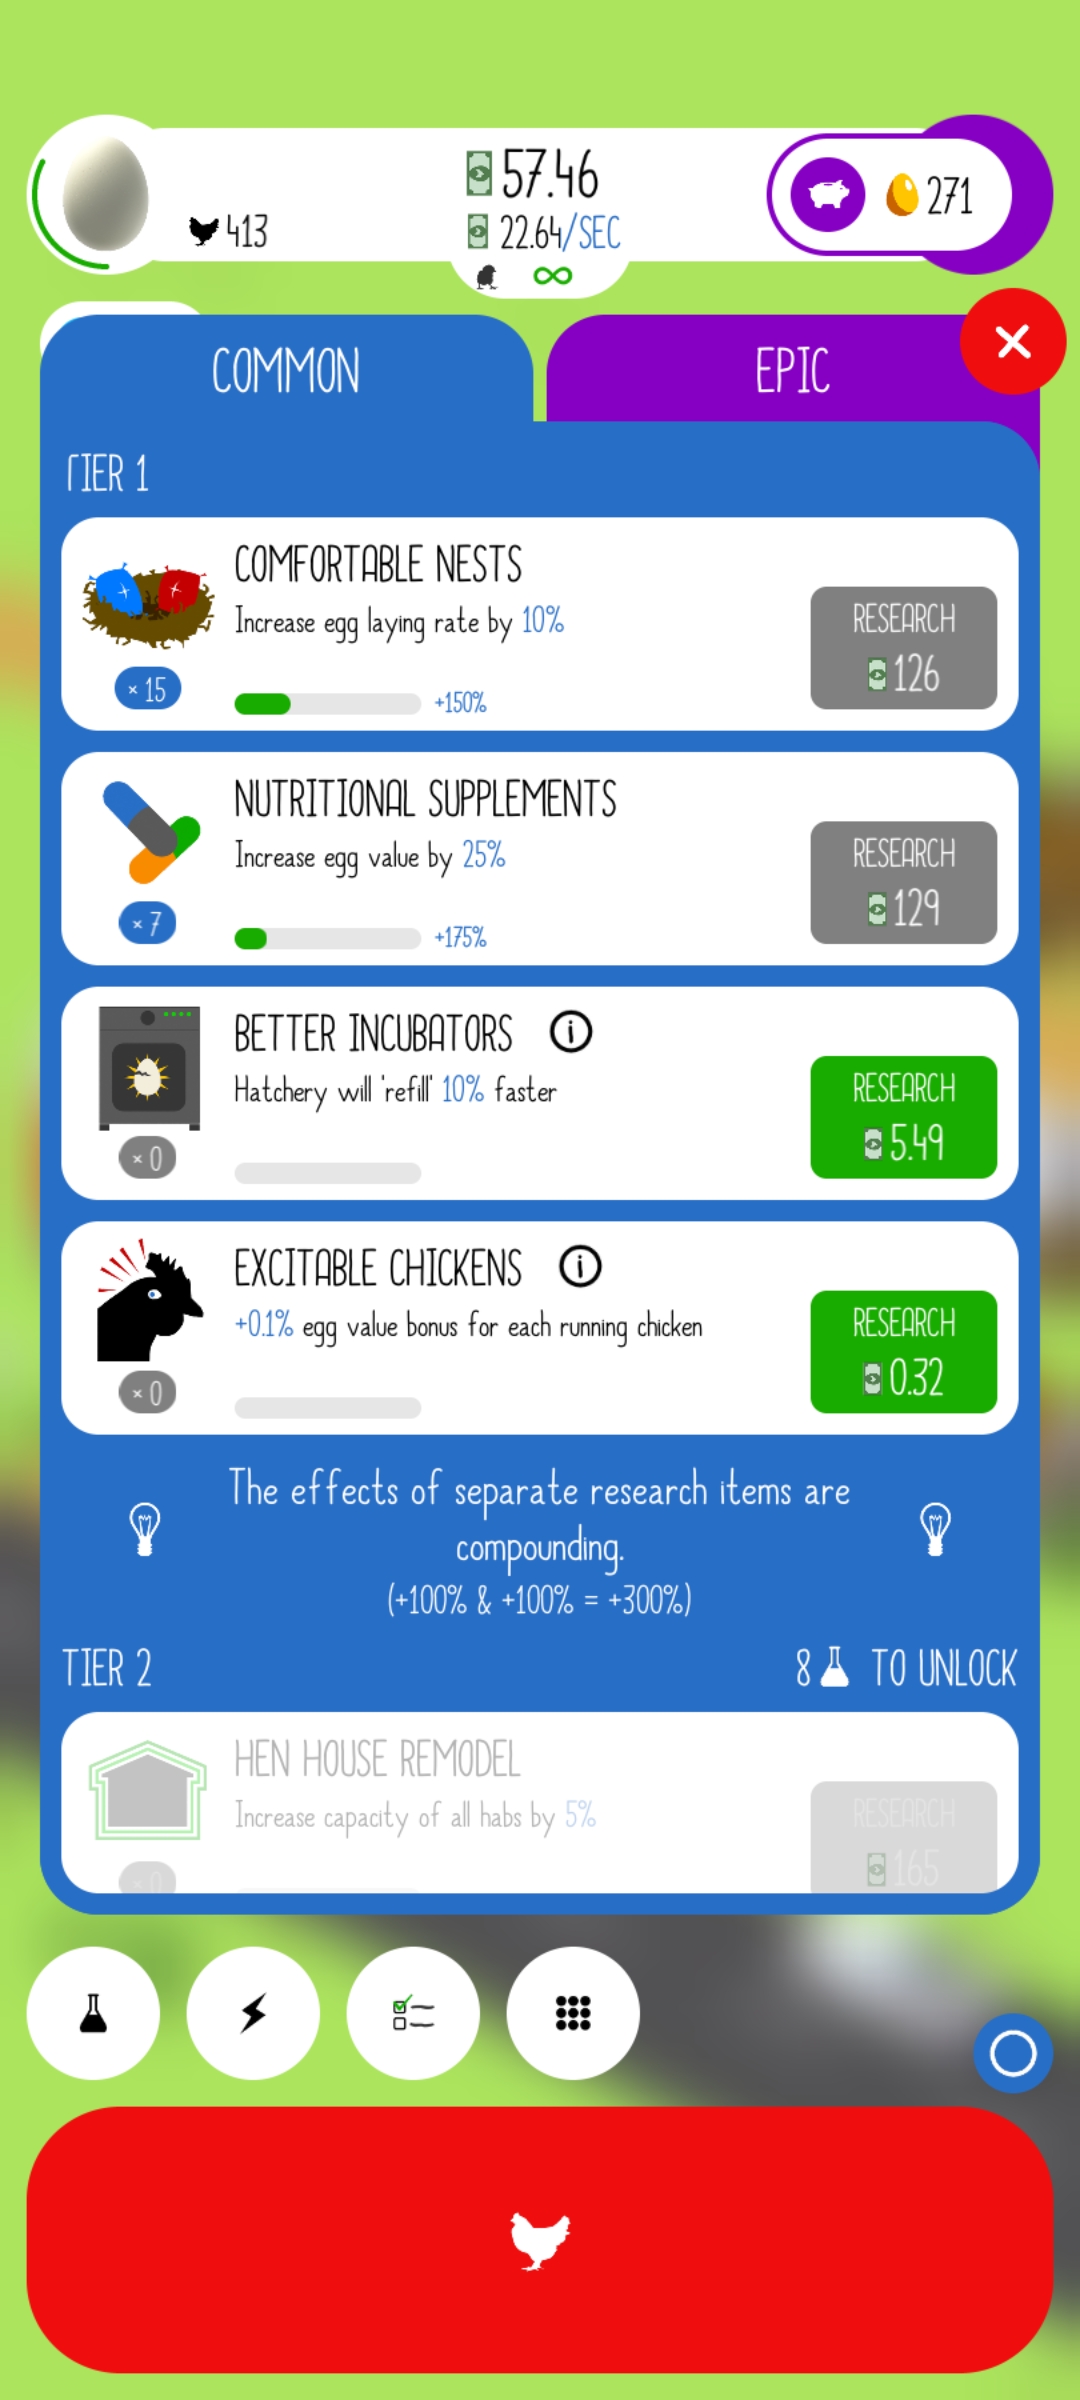 57.46
413
22.64/SEC
271
COMMON
EPIC
TIER 1
COMFORTABLE NESTS
Increase egg laying rate by 10%
RESEARCH
126
× 15
+150%
NUTRITIONAL SUPPLEMENTS
Increase egg value by 25%
RESEARCH
129
× 7
+175%
BETTER INCUBATORS
Hatchery will 'refill' 10% faster
RESEARCH
5.49
× 0
EXCITABLE CHICKENS
+0.1% egg value bonus for each running chicken
RESEARCH
0.32
× 0
The effects of separate research items are
compounding.
(+100% & +100% = +300%)
TIER 2
8 TO UNLOCK
HEN HOUSE REMODEL
Increase capacity of all habs by 5%
RESEARCH
165
× 0